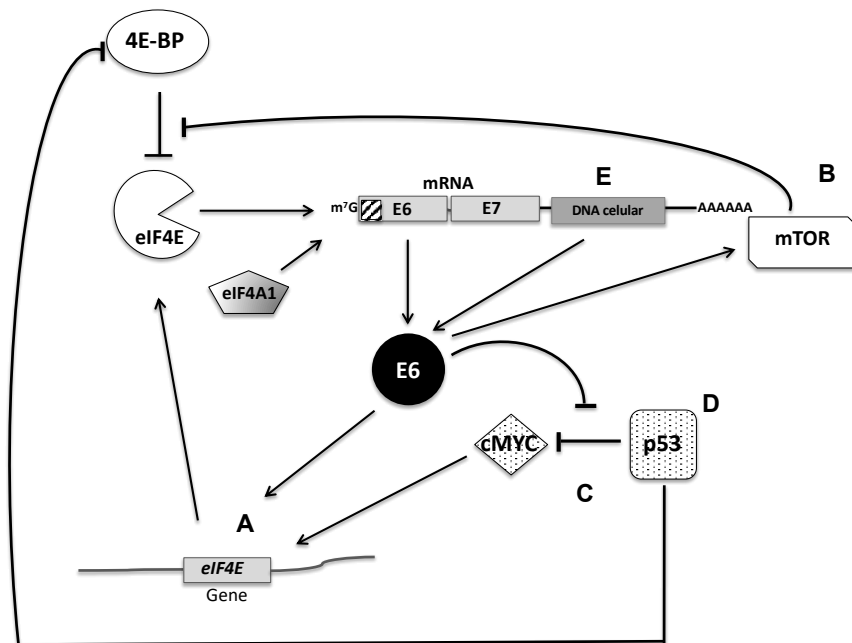 4E-BP
mRNA
E
B
m⁷G
E6
E7
DNA celular
AAAAAA
eIF4E
mTOR
eIF4A1
E6
D
cMYC
p53
C
A
eIF4E
Gene